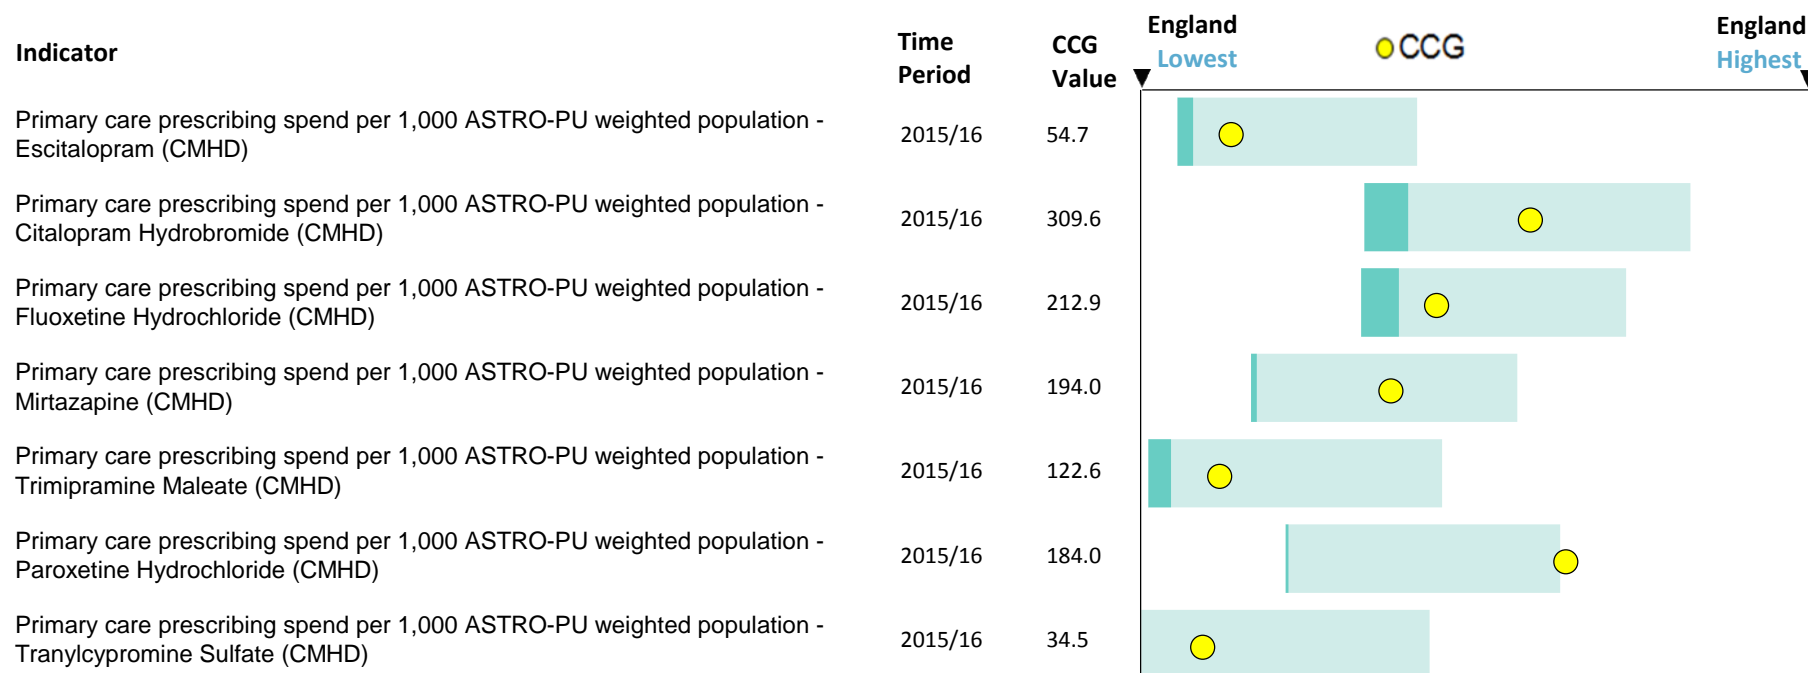 Indicator
Time
Period
CCG
Value
England
Lowest
CCG
England
Highest
Primary care prescribing spend per 1,000 ASTRO-PU weighted population -
Escitalopram (CMHD)
2015/16
54.7
Primary care prescribing spend per 1,000 ASTRO-PU weighted population -
Citalopram Hydrobromide (CMHD)
2015/16
309.6
Primary care prescribing spend per 1,000 ASTRO-PU weighted population -
Fluoxetine Hydrochloride (CMHD)
2015/16
212.9
Primary care prescribing spend per 1,000 ASTRO-PU weighted population -
Mirtazapine (CMHD)
2015/16
194.0
Primary care prescribing spend per 1,000 ASTRO-PU weighted population -
Trimipramine Maleate (CMHD)
2015/16
122.6
Primary care prescribing spend per 1,000 ASTRO-PU weighted population -
Paroxetine Hydrochloride (CMHD)
2015/16
184.0
Primary care prescribing spend per 1,000 ASTRO-PU weighted population -
Tranylcypromine Sulfate (CMHD)
2015/16
34.5